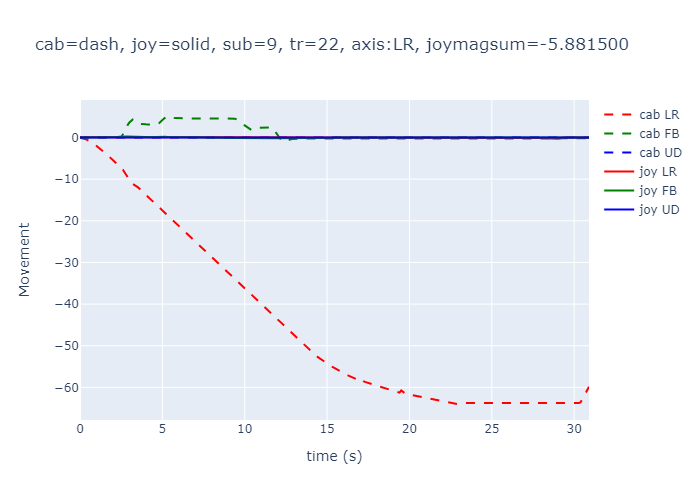 cab=dash, joy=solid, sub=9, tr=22, axis:LR, joymagsum=-5.881500
Movement
0
−10
−20
−30
−40
−50
−60
0
5
10
15
20
25
30
time (s)
cab LR
cab FB
cab UD
joy LR
joy FB
joy UD